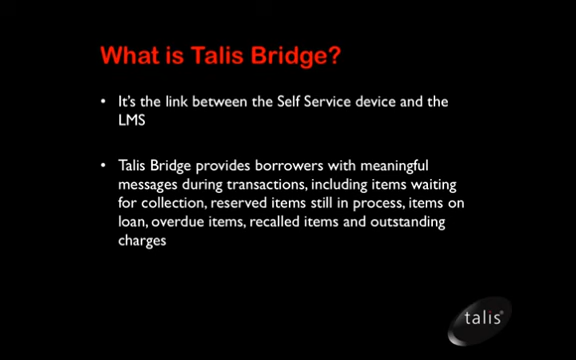 What is Talis Bridge?
• It's the link between the Self Service device and the
LMS
• Talis Bridge provides borrowers with meaningful
messages during transactions, including items waiting
for collection, reserved items still in process, items on
loan, overdue items, recalled items and outstanding
charges
talis®